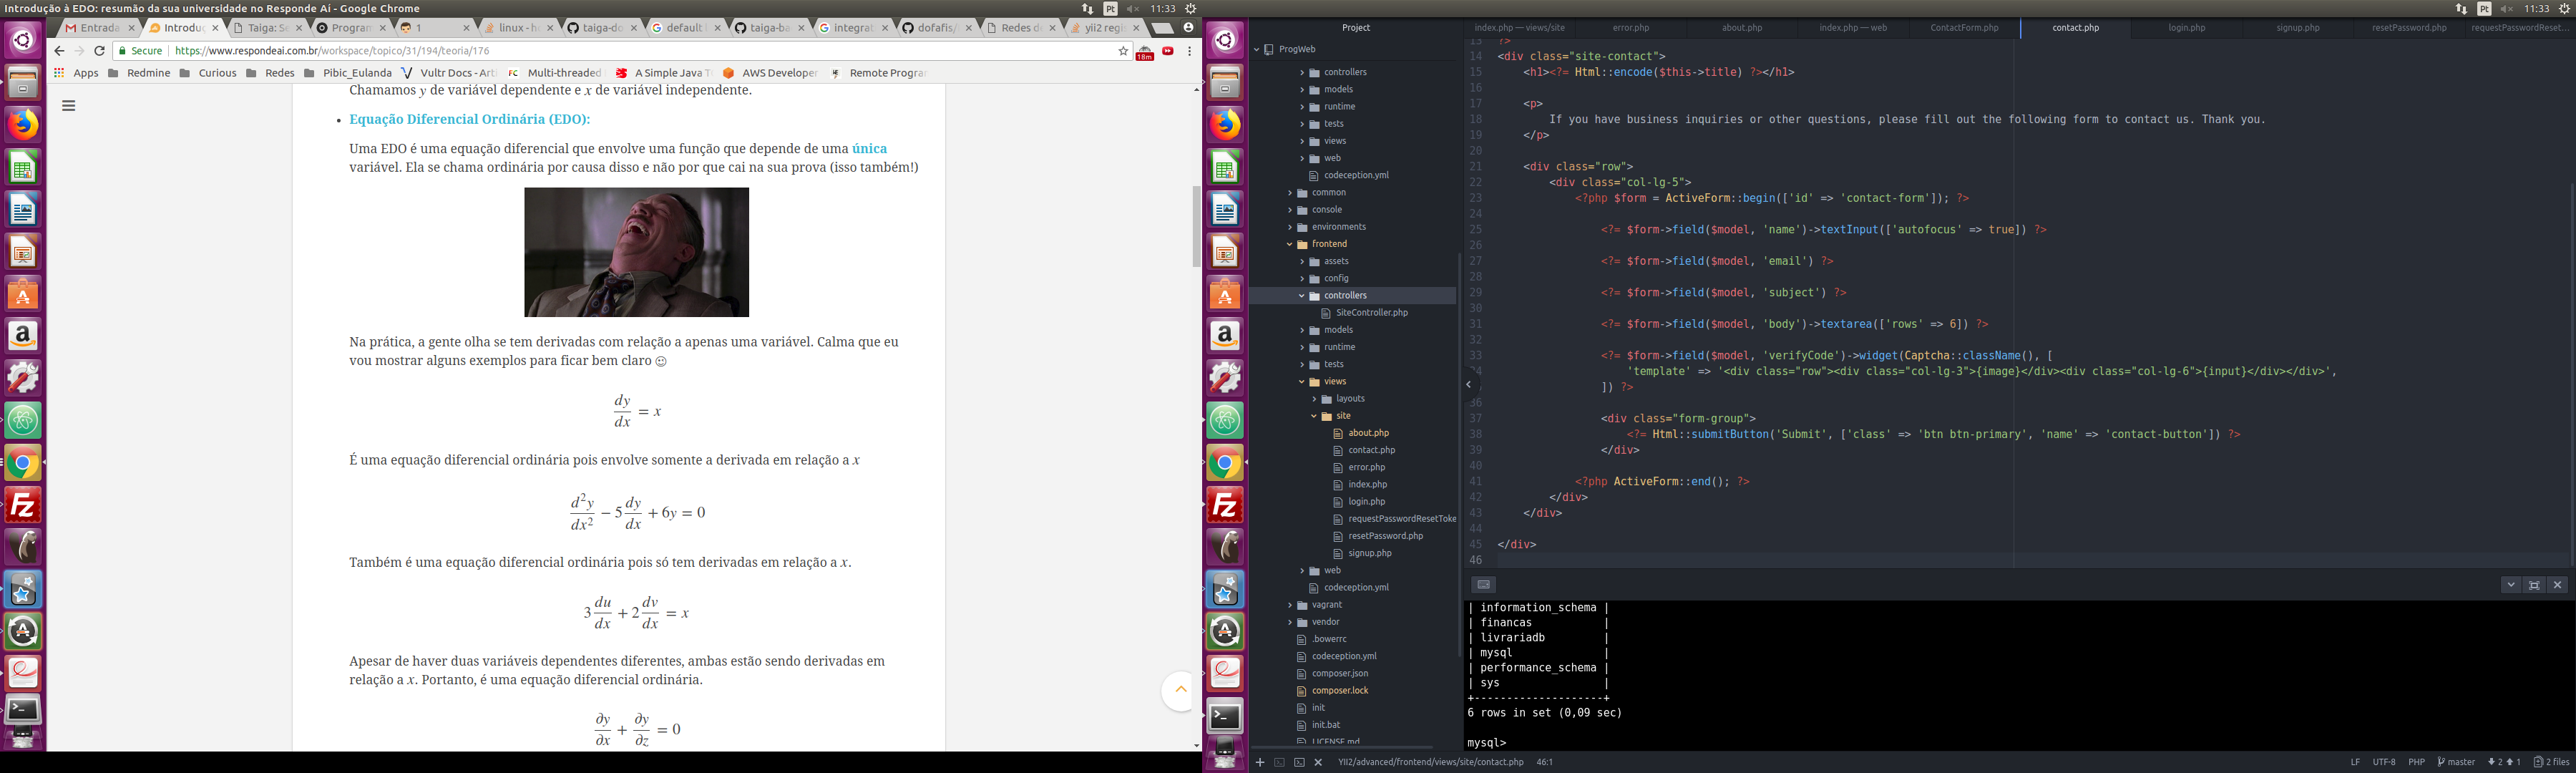 Introdução à EDO: resumão da sua universidade no Responde Aí - Google Chrome
Pt 11:33
Entrada
Introdu
Taiga: Se
Program
1
linux - h
taiga-do
default
taiga-ba
integrat
dofafis/
Redes de
yii2 regi
Secure https://www.respondeai.com.br/workspace/topico/31/194/teoria/176
18m
Apps Redmine Curious Redes Pibic_Eulanda Vultr Docs - Arti Multi-threaded A Simple Java T AWS Developer Remote Progra
Chamamos y de variável dependente e x de variável independente.
Equação Diferencial Ordinária (EDO):
Uma EDO é uma equação diferencial que envolve uma função que depende de uma única
variável. Ela se chama ordinária por causa disso e não por que cai na sua prova (isso também!)
Na prática, a gente olha se tem derivadas com relação a apenas uma variável. Calma que eu
vou mostrar alguns exemplos para ficar bem claro
dy/dx = x
É uma equação diferencial ordinária pois envolve somente a derivada em relação a x
d²y/dx² − 5 dy/dx + 6y = 0
Também é uma equação diferencial ordinária pois só tem derivadas em relação a x.
3 du/dx + 2 dv/dx = x
Apesar de haver duas variáveis dependentes diferentes, ambas estão sendo derivadas em
relação a x. Portanto, é uma equação diferencial ordinária.
∂y/∂x + ∂y/∂z = 0
Pt 11:33
Project
ProgWeb
controllers
models
runtime
tests
views
web
codeception.yml
common
console
environments
frontend
assets
config
controllers
SiteController.php
models
runtime
tests
views
layouts
site
about.php
contact.php
error.php
index.php
login.php
requestPasswordResetToke
resetPassword.php
signup.php
web
codeception.yml
vagrant
vendor
.bowerrc
codeception.yml
composer.json
composer.lock
init
init.bat
LICENSE.md
index.php — views/site error.php about.php index.php — web ContactForm.php contact.php login.php signup.php resetPassword.php requestPasswordReset...
13 ?>
14 <div class="site-contact">
15 <h1><?= Html::encode($this->title) ?></h1>
16
17 <p>
18 If you have business inquiries or other questions, please fill out the following form to contact us. Thank you.
19 </p>
20
21 <div class="row">
22 <div class="col-lg-5">
23 <?php $form = ActiveForm::begin(['id' => 'contact-form']); ?>
24
25 <?= $form->field($model, 'name')->textInput(['autofocus' => true]) ?>
26
27 <?= $form->field($model, 'email') ?>
28
29 <?= $form->field($model, 'subject') ?>
30
31 <?= $form->field($model, 'body')->textarea(['rows' => 6]) ?>
32
33 <?= $form->field($model, 'verifyCode')->widget(Captcha::className(), [
34 'template' => '<div class="row"><div class="col-lg-3">{image}</div><div class="col-lg-6">{input}</div></div>',
]) ?>
36
37 <div class="form-group">
38 <?= Html::submitButton('Submit', ['class' => 'btn btn-primary', 'name' => 'contact-button']) ?>
39 </div>
40
41 <?php ActiveForm::end(); ?>
42 </div>
43 </div>
44
45 </div>
46
| information_schema |
| financas |
| livrariadb |
| mysql |
| performance_schema |
| sys |
+--------------------+
6 rows in set (0,09 sec)
mysql>
YII2/advanced/frontend/views/site/contact.php 46:1
LF UTF-8 PHP master 2 1 2 files